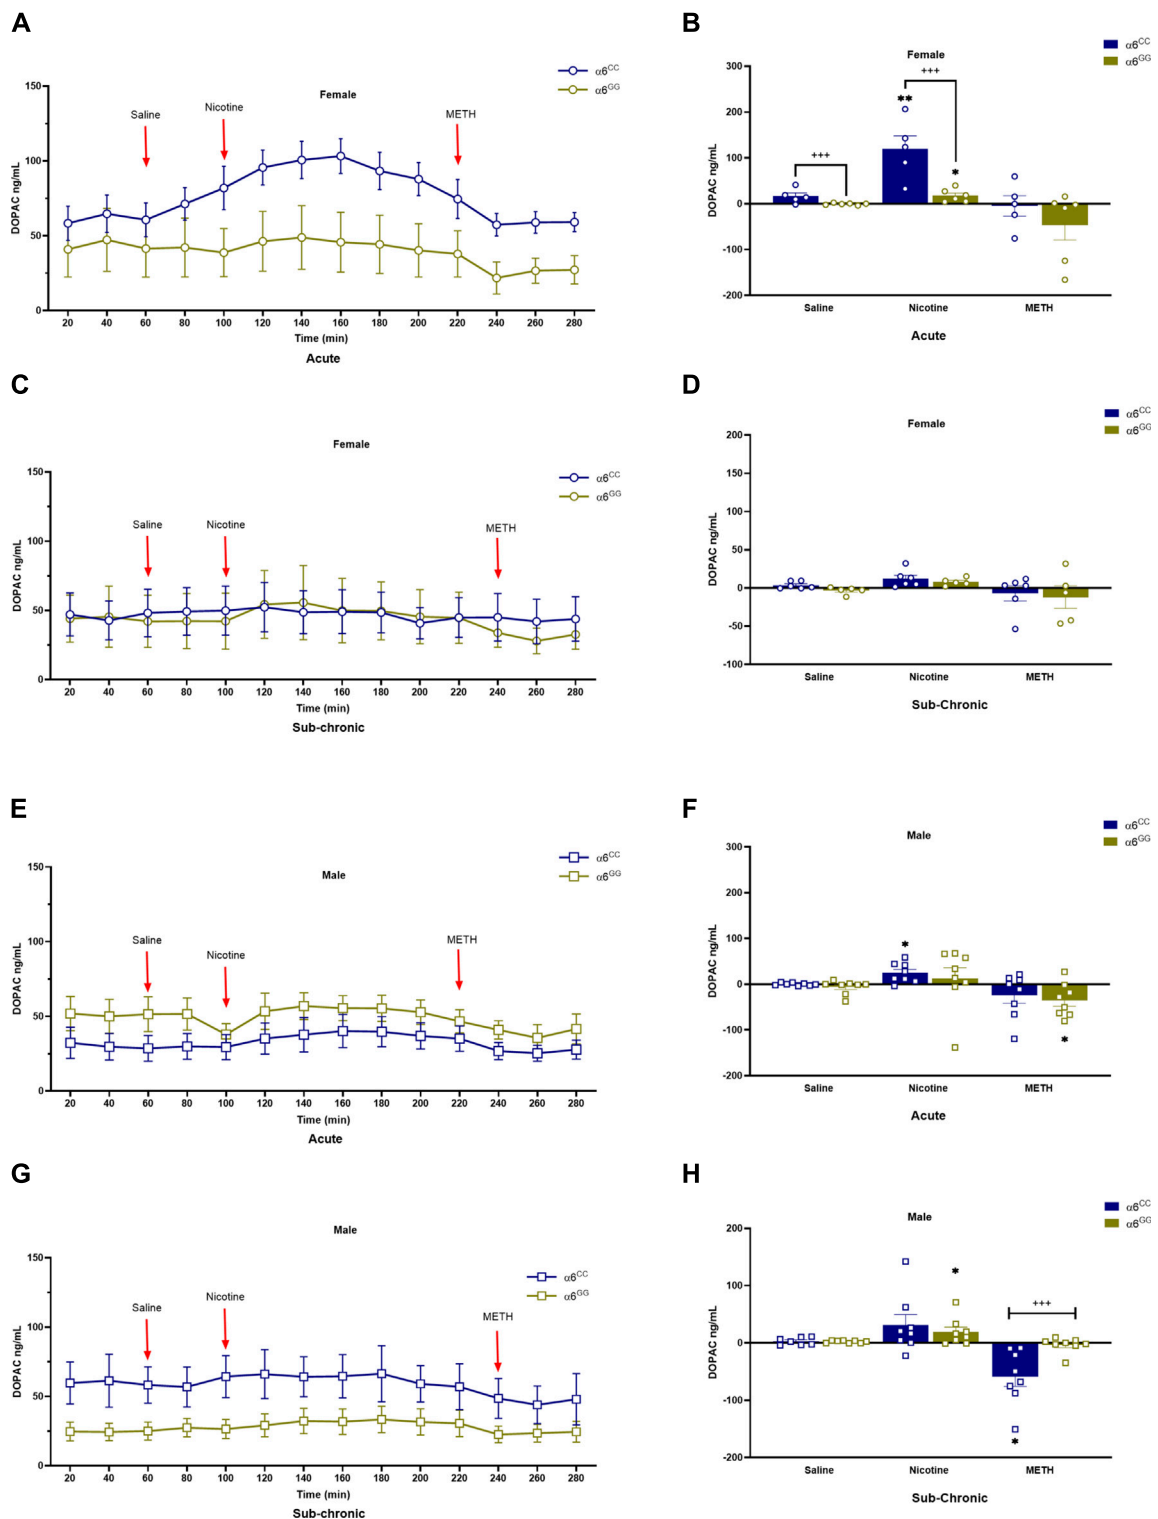 A
Female
α6CC
α6GG
Saline
Nicotine
METH
DOPAC ng/mL
150
100
50
0
20 40 60 80 100 120 140 160 180 200 220 240 260 280
Time (min)
Acute
B
Female
α6CC
α6GG
DOPAC ng/mL
300
200
100
0
-100
-200
+++
**
+++
*
Saline Nicotine METH
Acute
C
Female
α6CC
α6GG
Saline
Nicotine
METH
DOPAC ng/mL
150
100
50
0
20 40 60 80 100 120 140 160 180 200 220 240 260 280
Time (min)
Sub-chronic
D
Female
α6CC
α6GG
DOPAC ng/mL
200
150
100
50
0
-50
-100
Saline Nicotine METH
Sub-Chronic
E
Male
α6CC
α6GG
Saline
Nicotine
METH
DOPAC ng/mL
150
100
50
0
20 40 60 80 100 120 140 160 180 200 220 240 260 280
Time (min)
Acute
F
Male
α6CC
α6GG
DOPAC ng/mL
300
200
100
0
-100
-200
*
*
Saline Nicotine METH
Acute
G
Male
α6CC
α6GG
Saline
Nicotine
METH
DOPAC ng/mL
150
100
50
0
20 40 60 80 100 120 140 160 180 200 220 240 260 280
Time (min)
Sub-chronic
H
Male
α6CC
α6GG
DOPAC ng/mL
200
100
0
-100
-200
*
+++
*
Saline Nicotine METH
Sub-Chronic